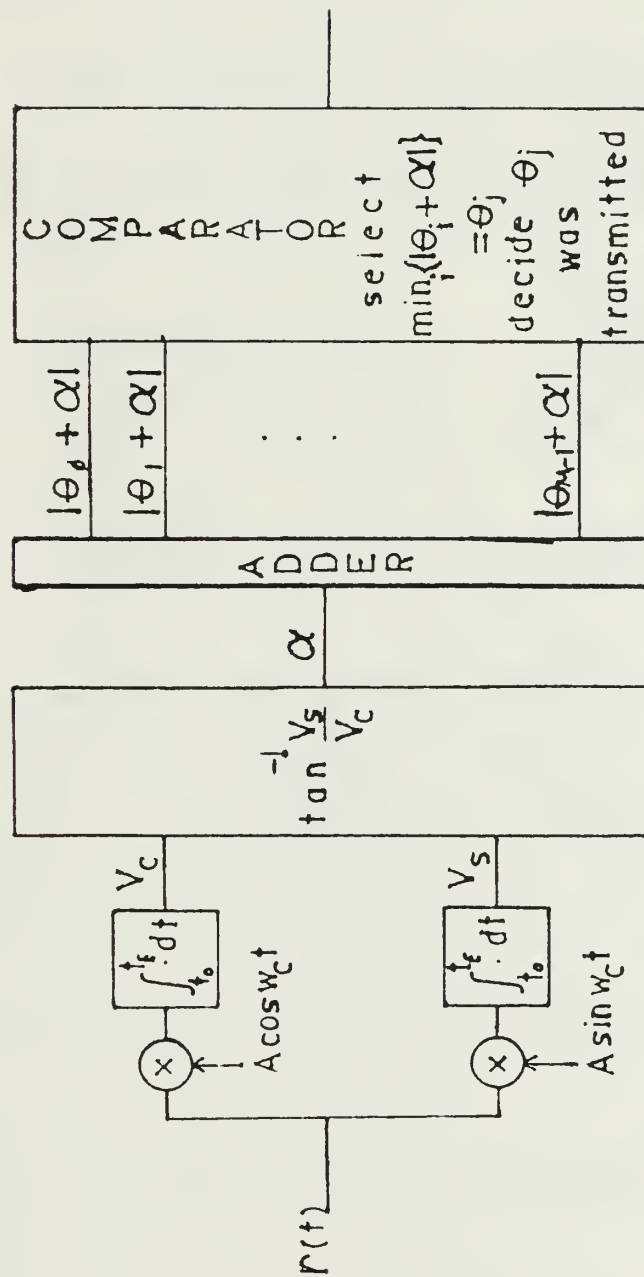 r(t)
A cos w_c t
A sin w_c t
×
×
∫_{t_0}^{t_f} · dt
∫_{t_0}^{t_f} · dt
V_C
V_S
tan^{-1} V_S / V_C
α
ADDER
|θ_0 + α|
|θ_1 + α|
. . .
|θ_{M-1} + α|
COMPARATOR
select
min_i{|θ_i + α|}
= θ_j
decide θ_j
was
transmitted